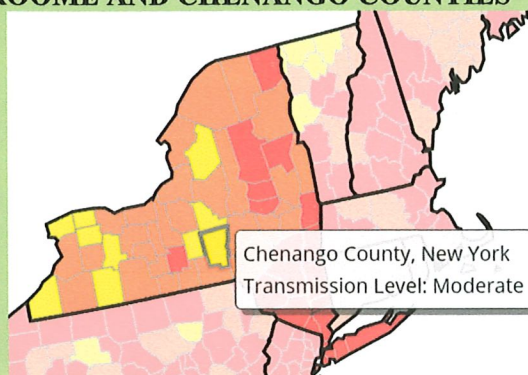 AND CHENANGO COUNTIES
Chenango County, New York
Transmission Level: Moderate